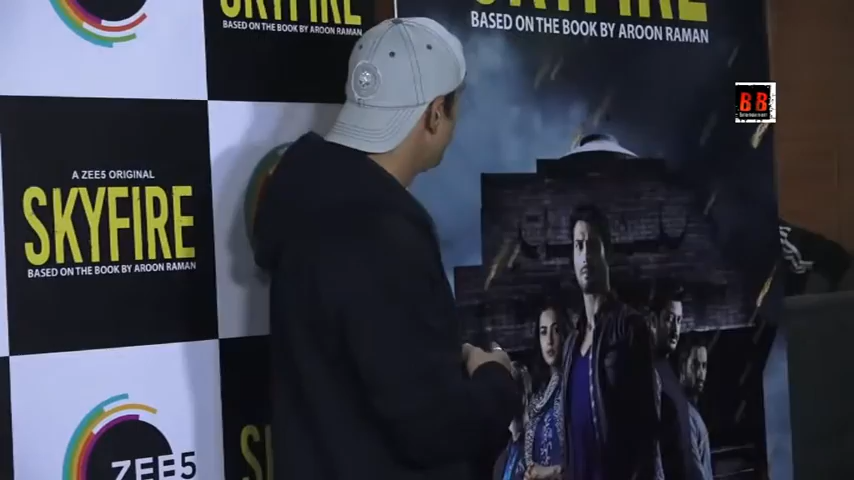 SKYFIRE
BASED ON THE BOOK BY AROON RAMAN
SKYFIRE
BASED ON THE BOOK BY AROON RAMAN
BB
A ZEE5 ORIGINAL
SKYFIRE
BASED ON THE BOOK BY AROON RAMAN
ZEE5
S